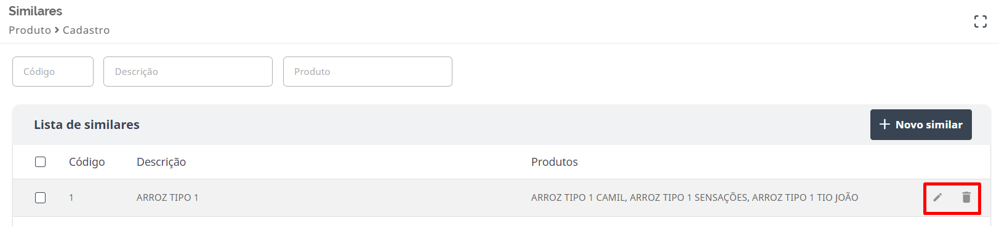 Similares
Produto > Cadastro
Código Descrição Produto
Lista de similares + Novo similar
Código Descrição Produtos
1 ARROZ TIPO 1 ARROZ TIPO 1 CAMIL, ARROZ TIPO 1 SENSAÇÕES, ARROZ TIPO 1 TIO JOÃO